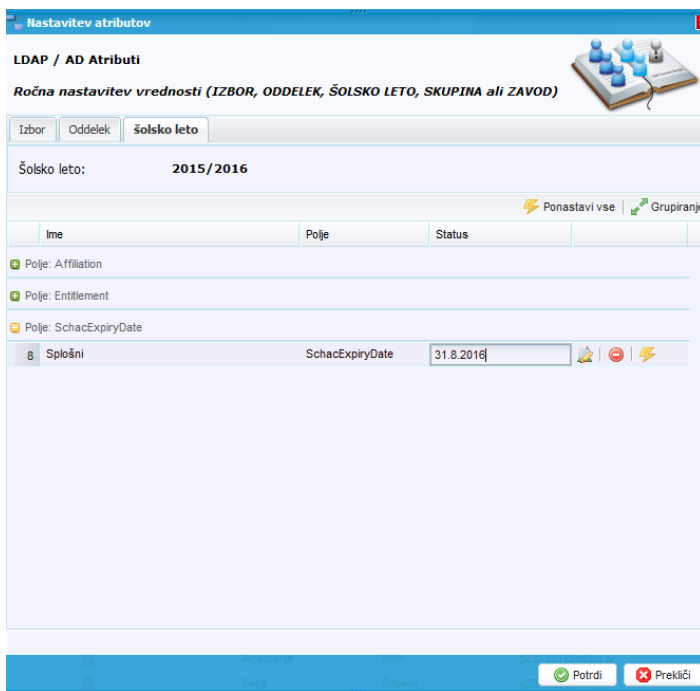 Nastavitev atributov
LDAP / AD Atributi
Ročna nastavitev vrednosti (IZBOR, ODDELEK, ŠOLSKO LETO, SKUPINA ali ZAVOD)
Izbor Oddelek šolsko leto
Šolsko leto: 2015/2016
Ponastavi vse Grupiranje
Ime Polje Status
Polje: Affiliation
Polje: Entitlement
Polje: SchacExpiryDate
8 Splošni SchacExpiryDate 31.8.2016
Potrdi Prekliči